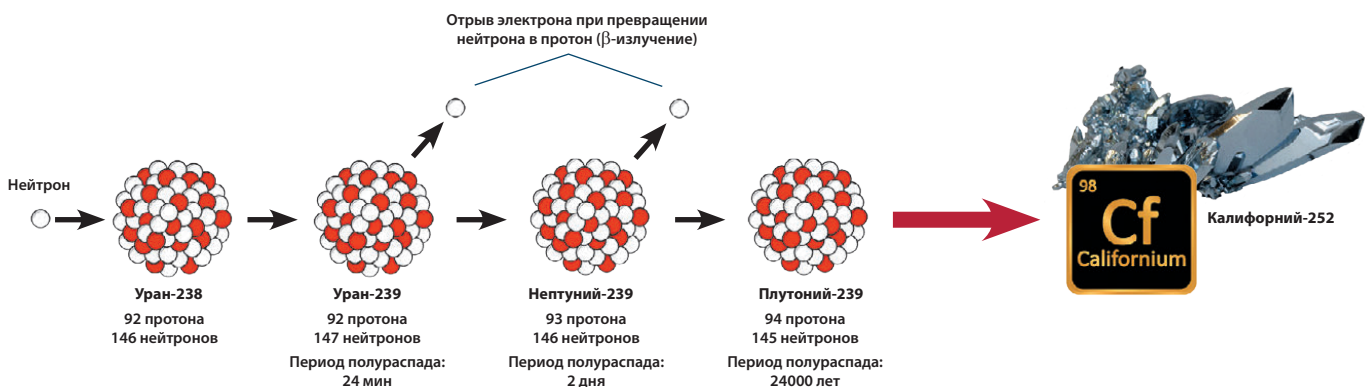 Отрыв электрона при превращении
нейтрона в протон (β-излучение)
Нейтрон
Уран-238
92 протона
146 нейтронов
Уран-239
92 протона
147 нейтронов
Период полураспада:
24 мин
Нептуний-239
93 протона
146 нейтронов
Период полураспада:
2 дня
Плутоний-239
94 протона
145 нейтронов
Период полураспада:
24000 лет
98
Cf
Californium
Калифорний-252